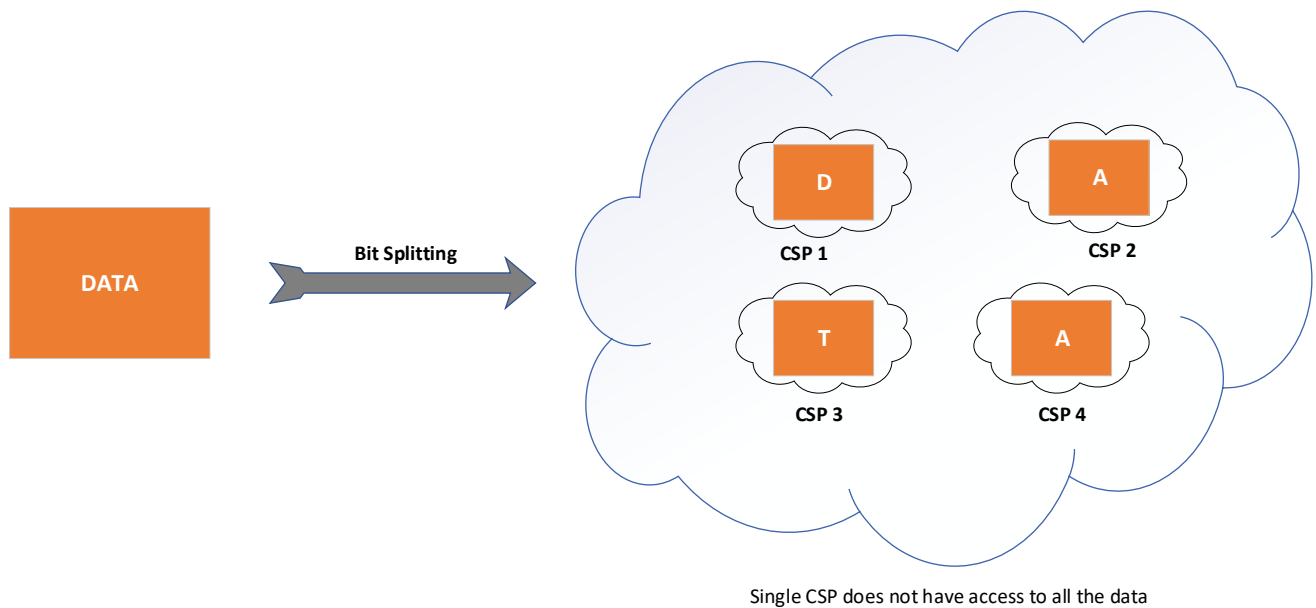 DATA
Bit Splitting
D
CSP 1
A
CSP 2
T
CSP 3
A
CSP 4
Single CSP does not have access to all the data